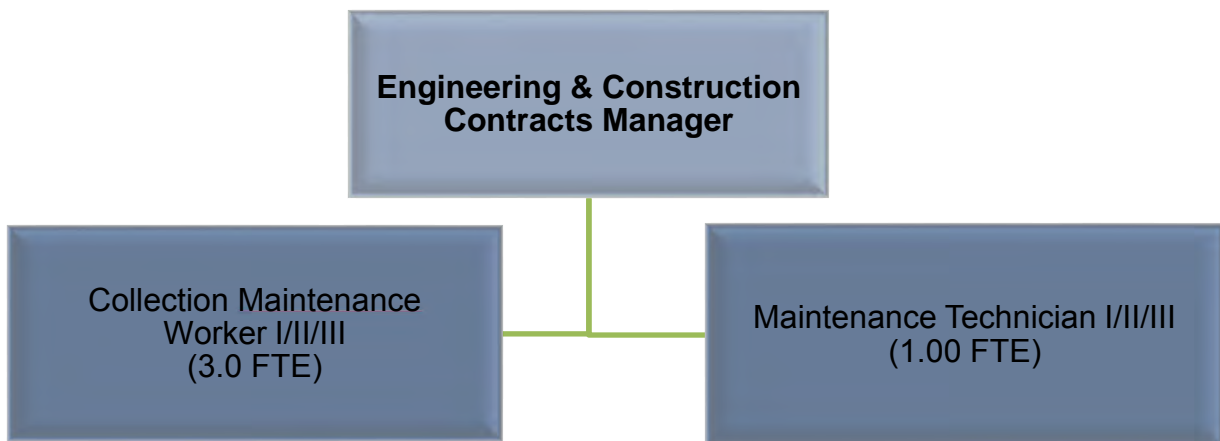 Engineering & Construction
Contracts Manager
Collection Maintenance
Worker I/II/III
(3.0 FTE)
Maintenance Technician I/II/III
(1.00 FTE)